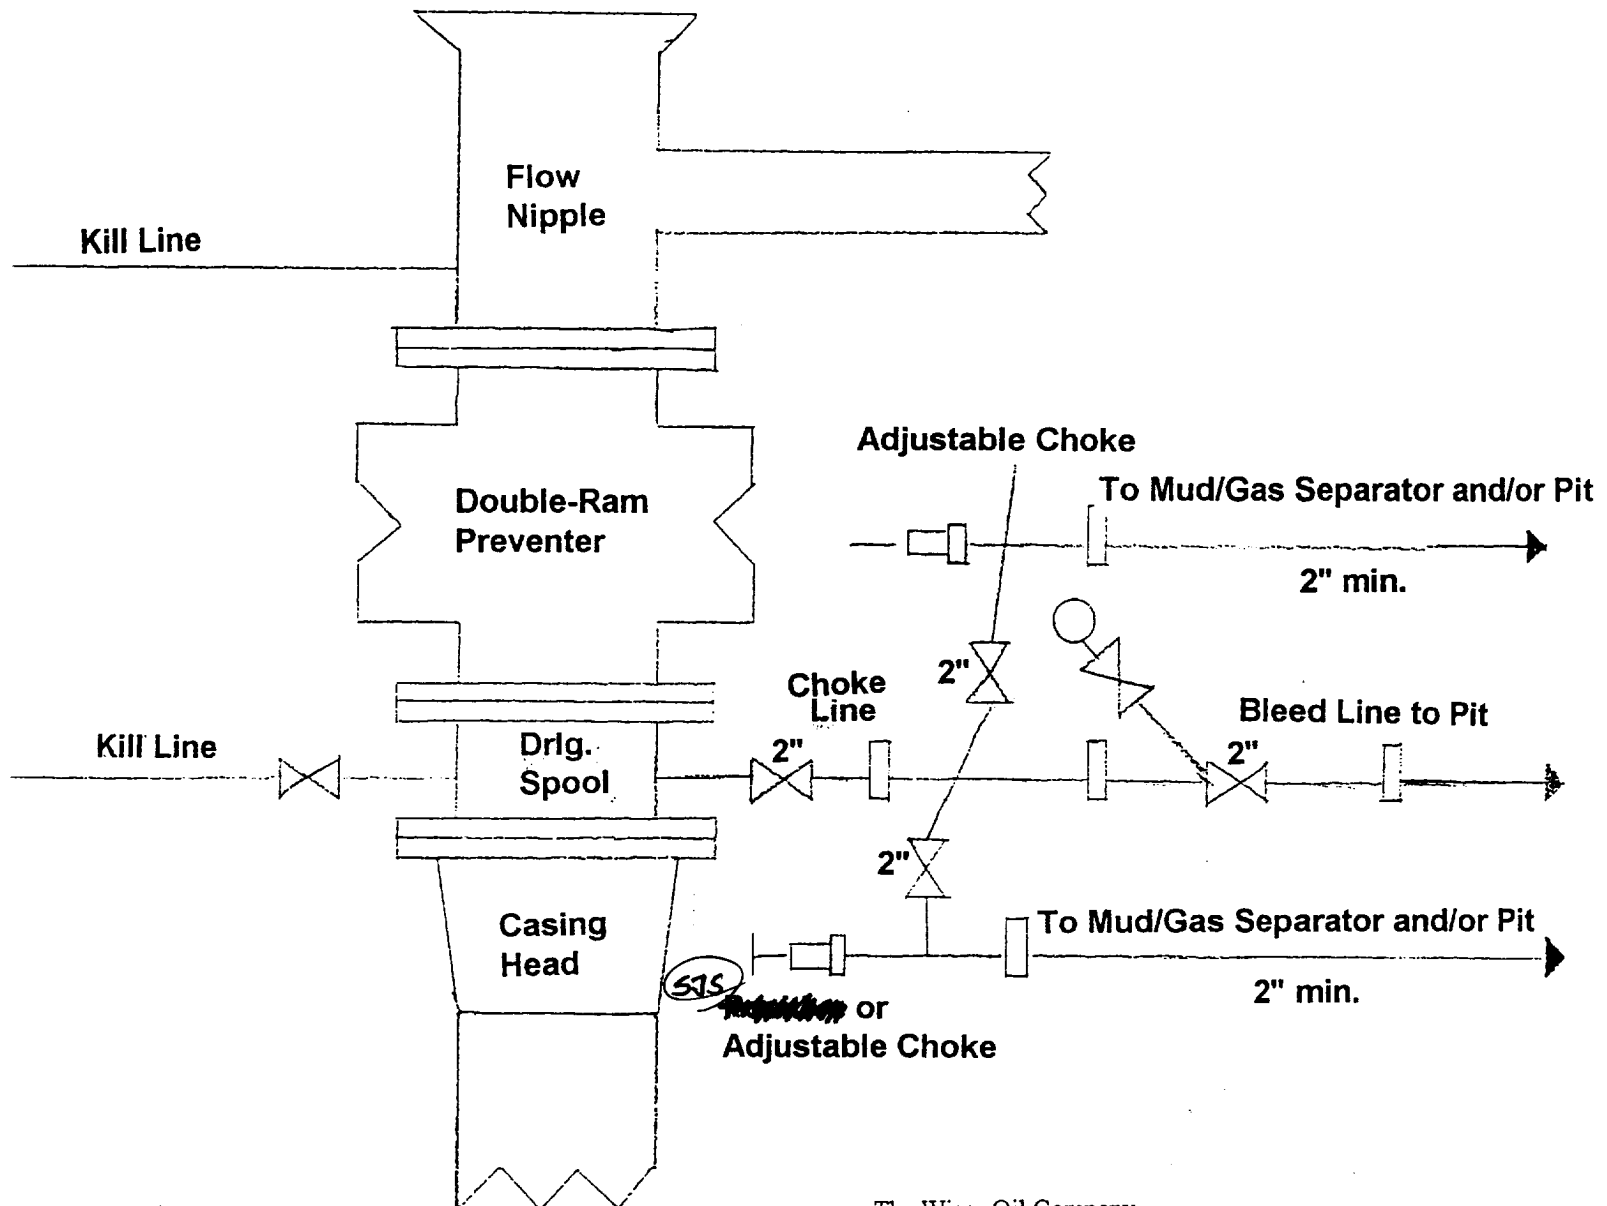 Flow
Nipple
Kill Line
Adjustable Choke
To Mud/Gas Separator and/or Pit
2" min.
Double-Ram
Preventer
2"
Choke
Line
Bleed Line to Pit
Kill Line
Drlg.
Spool
2"
2"
2"
Casing
Head
To Mud/Gas Separator and/or Pit
2" min.
SJS
or
Adjustable Choke
Oil Company